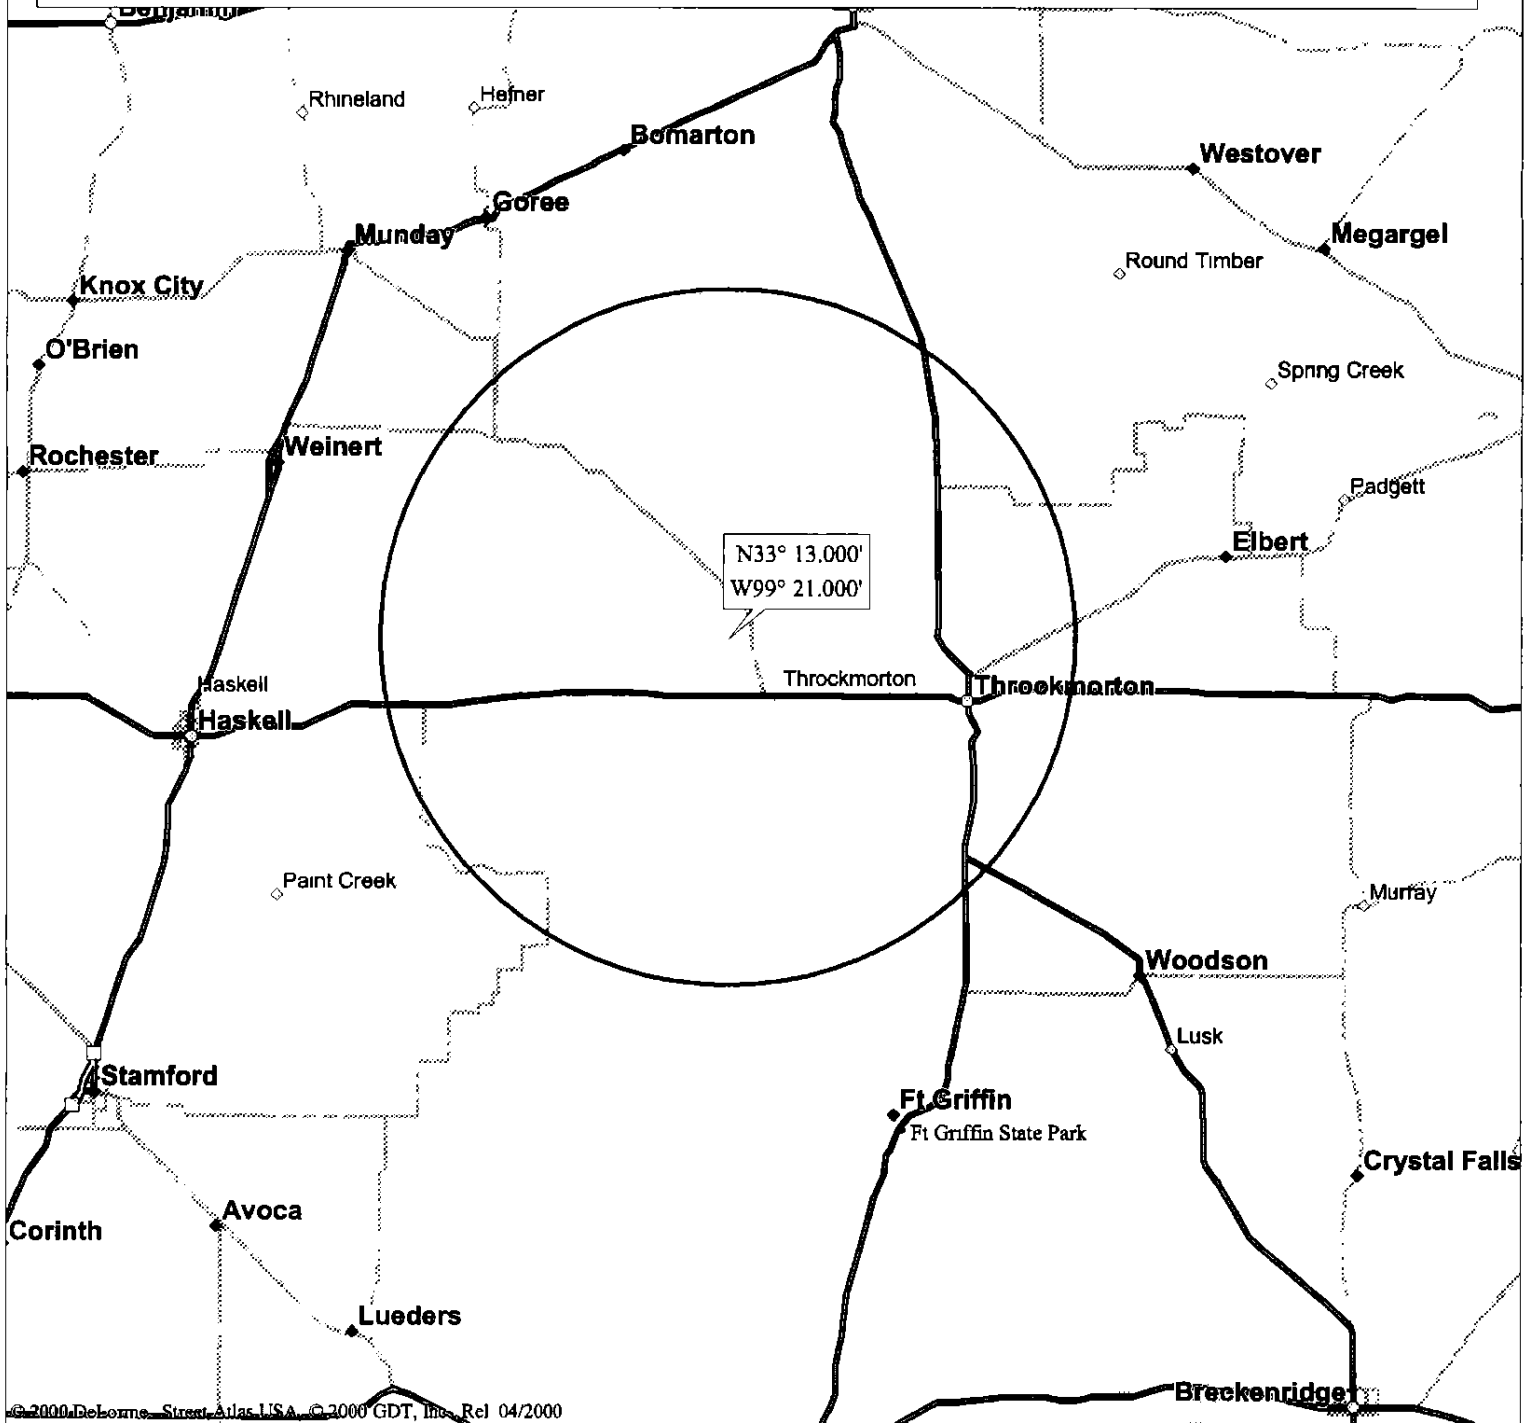 Benjamin
Rhineland
Hefner
Bomarton
Westover
Goree
Munday
Megargel
Round Timber
Knox City
O'Brien
Spring Creek
Weinert
Rochester
Padgett
Elbert
N33° 13.000'
W99° 21.000'
Haskell
Throckmorton
Throckmorton
Haskell
Paint Creek
Murray
Woodson
Lusk
Stamford
Ft Griffin
Ft Griffin State Park
Crystal Falls
Avoca
Corinth
Lueders
Breckenridge
© 2000 DeLorme. Street Atlas USA. © 2000 GDT, Inc. Rel 04/2000